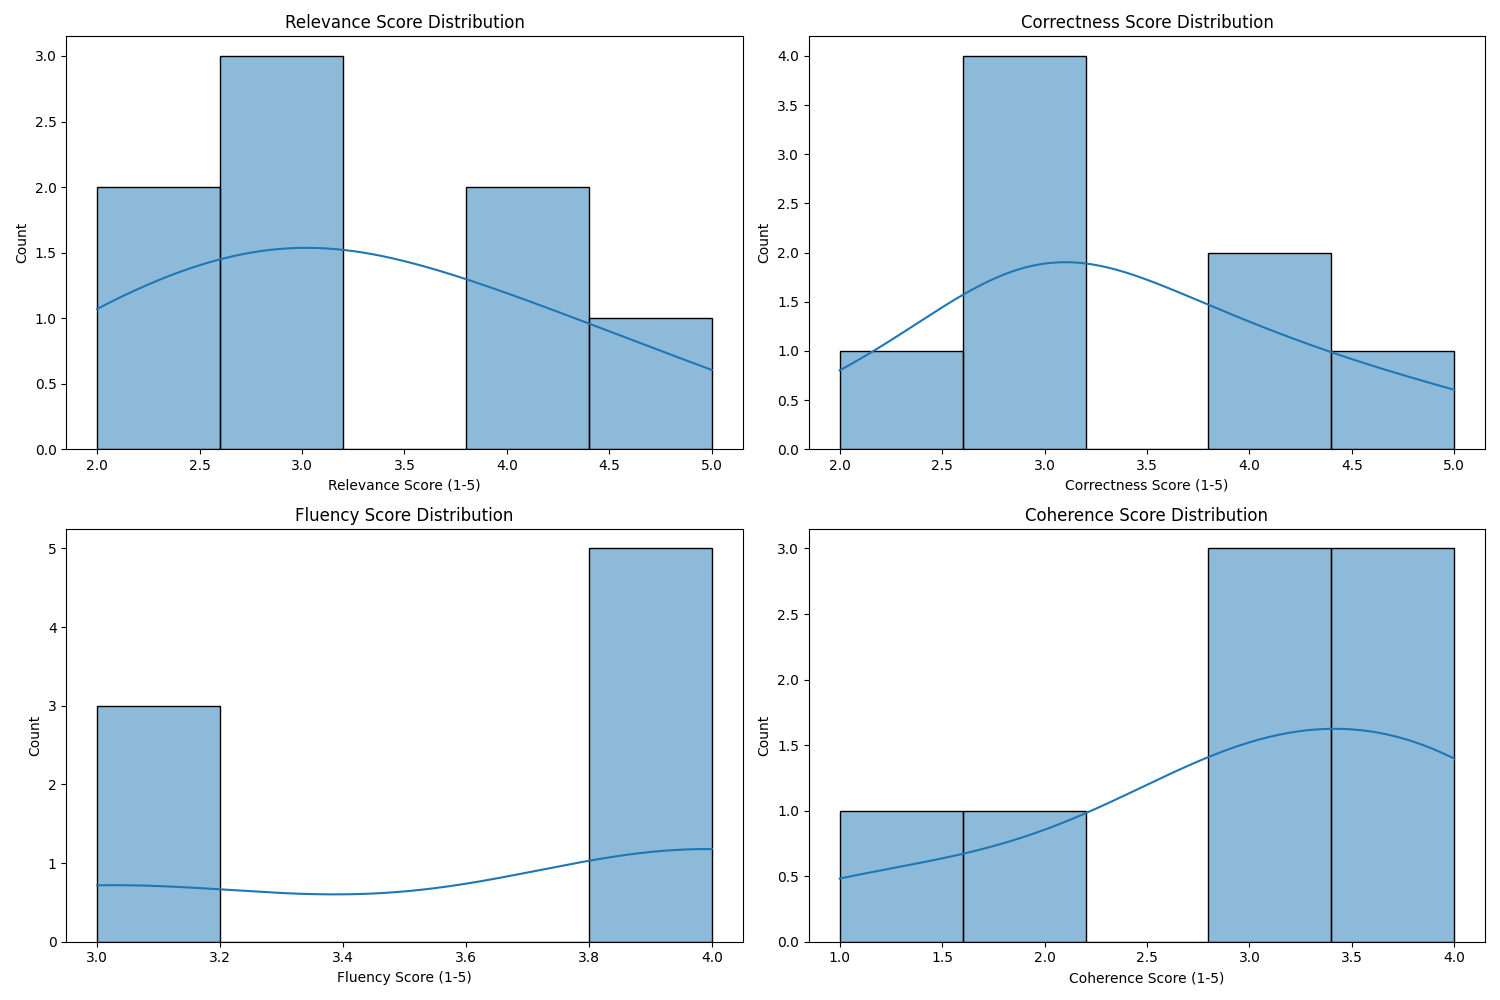 Relevance Score Distribution
Count
3.0
2.5
2.0
1.5
1.0
0.5
0.0
2.0 2.5 3.0 3.5 4.0 4.5 5.0
Relevance Score (1-5)
Correctness Score Distribution
Count
4.0
3.5
3.0
2.5
2.0
1.5
1.0
0.5
0.0
2.0 2.5 3.0 3.5 4.0 4.5 5.0
Correctness Score (1-5)
Fluency Score Distribution
Count
5
4
3
2
1
0
3.0 3.2 3.4 3.6 3.8 4.0
Fluency Score (1-5)
Coherence Score Distribution
Count
3.0
2.5
2.0
1.5
1.0
0.5
0.0
1.0 1.5 2.0 2.5 3.0 3.5 4.0
Coherence Score (1-5)